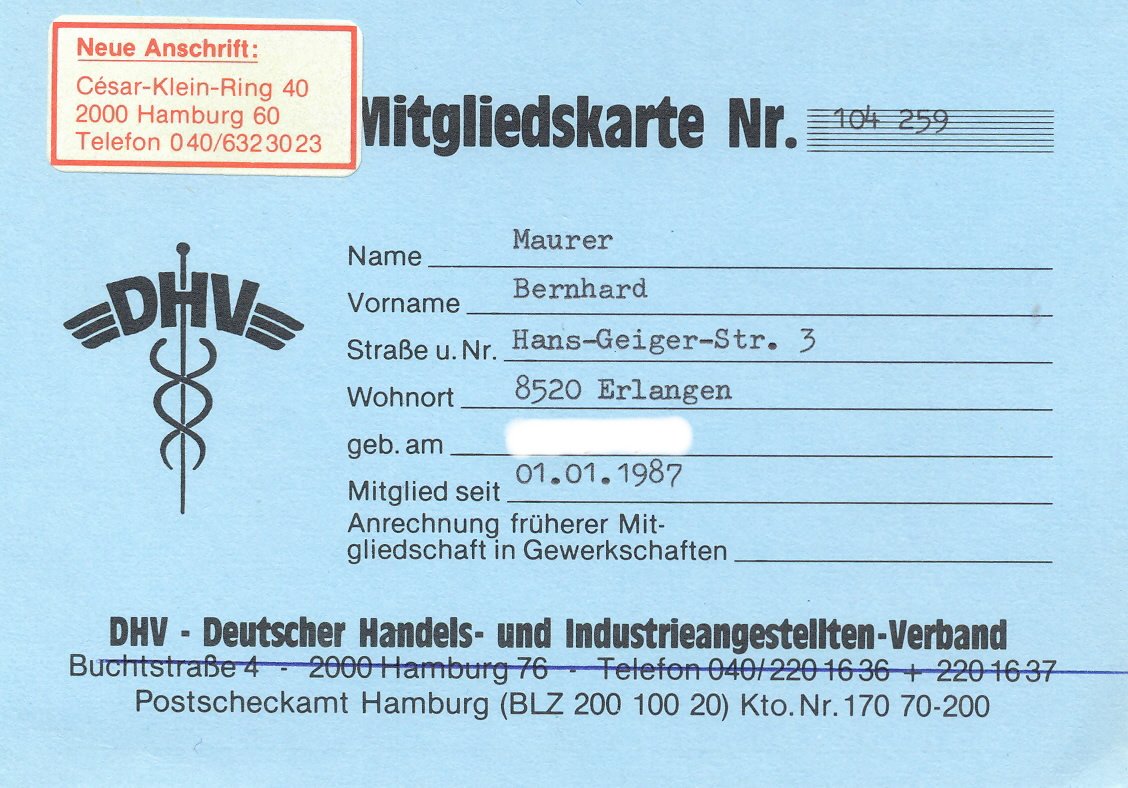 Neue Anschrift:
César-Klein-Ring 40
2000 Hamburg 60
Telefon 040/632 30 23
Mitgliedskarte Nr. 104 259
DHV
Name Maurer
Vorname Bernhard
Straße u. Nr. Hans-Geiger-Str. 3
Wohnort 8520 Erlangen
geb. am
Mitglied seit 01.01.1987
Anrechnung früherer Mit-
gliedschaft in Gewerkschaften
DHV - Deutscher Handels- und Industrieangestellten-Verband
Buchtstraße 4 - 2000 Hamburg 76 - Telefon 040/220 16 36 + 220 16 37
Postscheckamt Hamburg (BLZ 200 100 20) Kto. Nr. 170 70-200